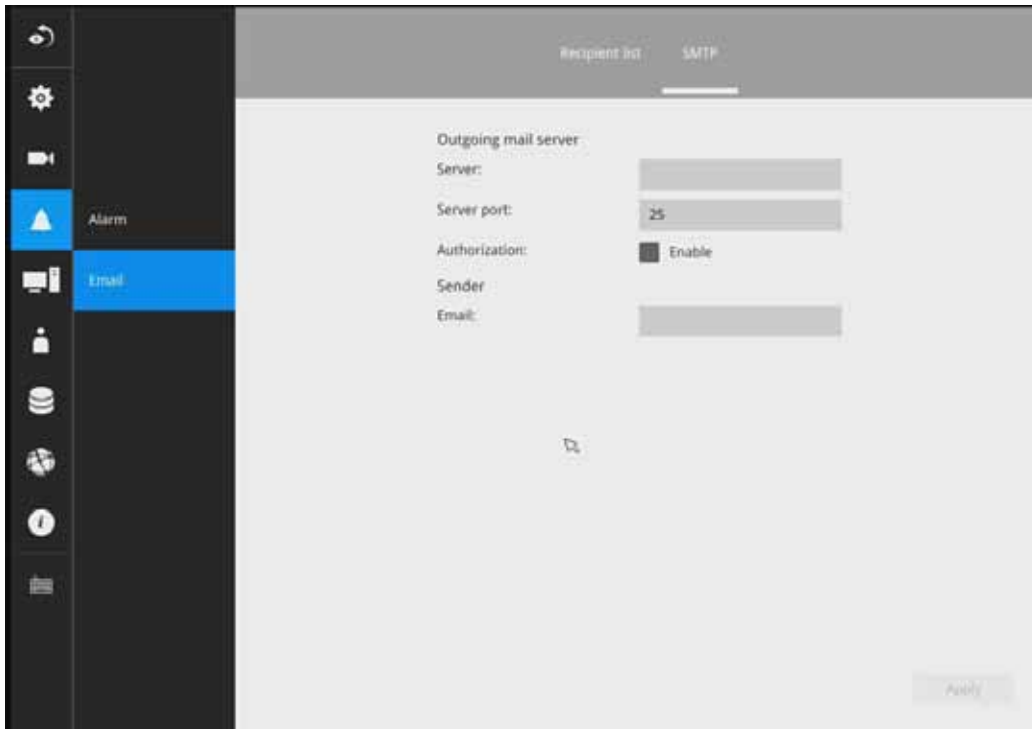 Recipient list SMTP
Outgoing mail server
Server:
Server port: 25
Alarm
Authorization: Enable
Email
Sender
Email:
Apply